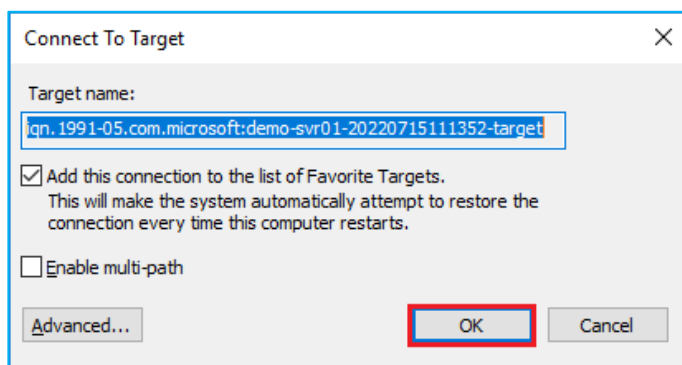 Connect To Target
Target name:
iqn.1991-05.com.microsoft:demo-svr01-20220715111352-target
Add this connection to the list of Favorite Targets.
This will make the system automatically attempt to restore the
connection every time this computer restarts.
Enable multi-path
Advanced...
OK
Cancel